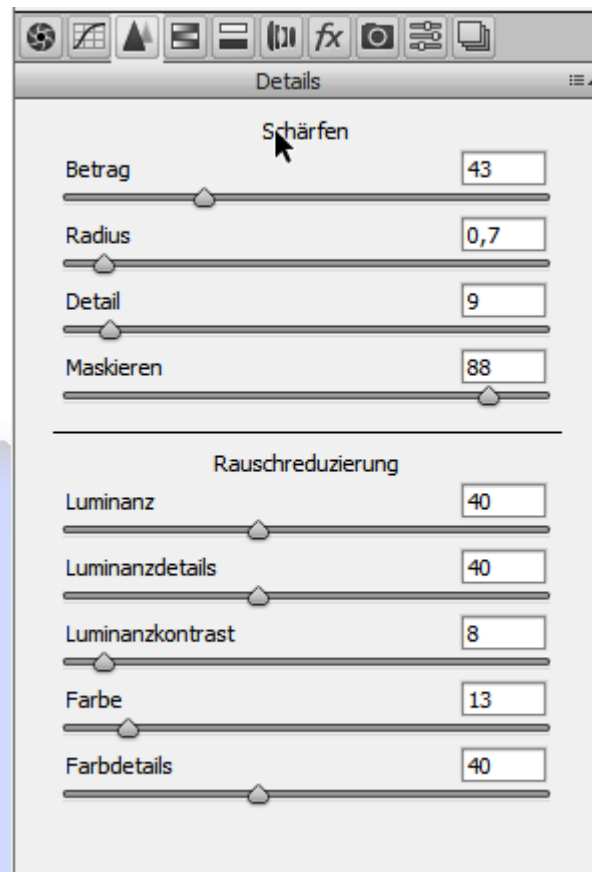 fx
Details
Schärfen
Betrag 43
Radius 0,7
Detail 9
Maskieren 88
Rauschreduzierung
Luminanz 40
Luminanzdetails 40
Luminanzkontrast 8
Farbe 13
Farbdetails 40